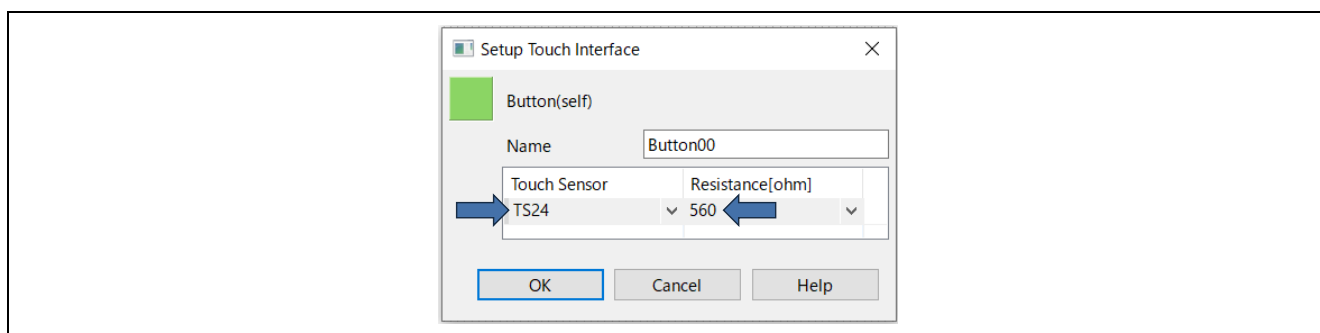 Setup Touch Interface
Button(self)
Name Button00
Touch Sensor Resistance[ohm]
TS24 560
OK Cancel Help